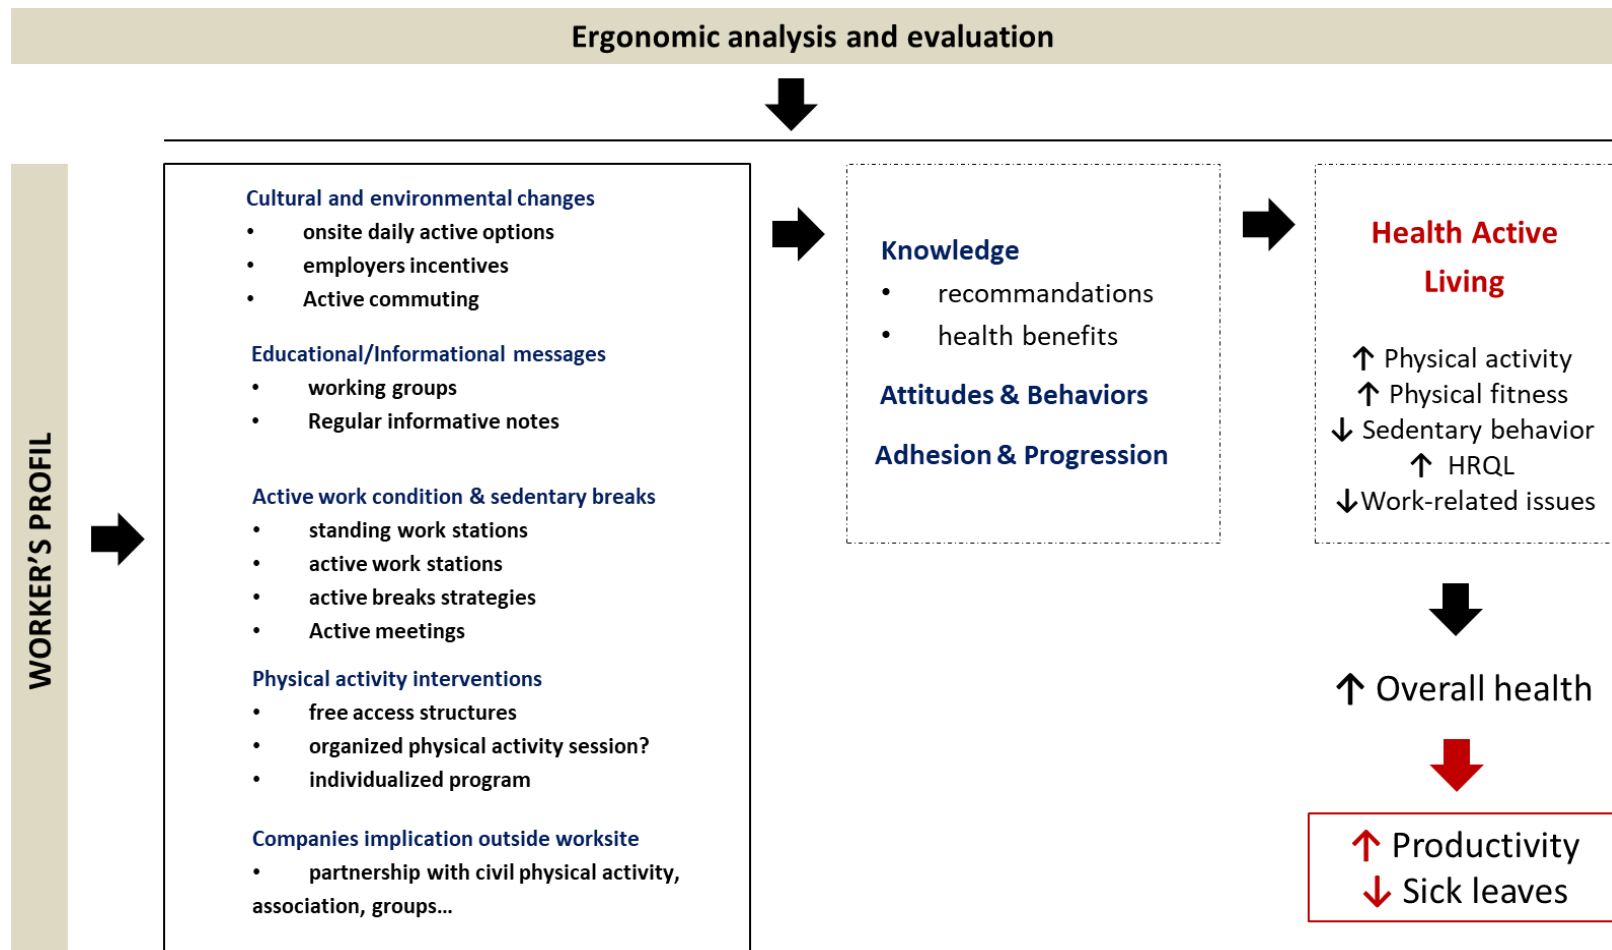 Ergonomic analysis and evaluation
WORKER'S PROFIL
Cultural and environmental changes
• onsite daily active options
• employers incentives
• Active commuting
Educational/Informational messages
• working groups
• Regular informative notes
Active work condition & sedentary breaks
• standing work stations
• active work stations
• active breaks strategies
• Active meetings
Physical activity interventions
• free access structures
• organized physical activity session?
• individualized program
Companies implication outside worksite
• partnership with civil physical activity,
association, groups...
Knowledge
• recommandations
• health benefits
Attitudes & Behaviors
Adhesion & Progression
Health Active
Living
↑ Physical activity
↑ Physical fitness
↓ Sedentary behavior
↑ HRQL
↓Work-related issues
↑ Overall health
↑ Productivity
↓ Sick leaves